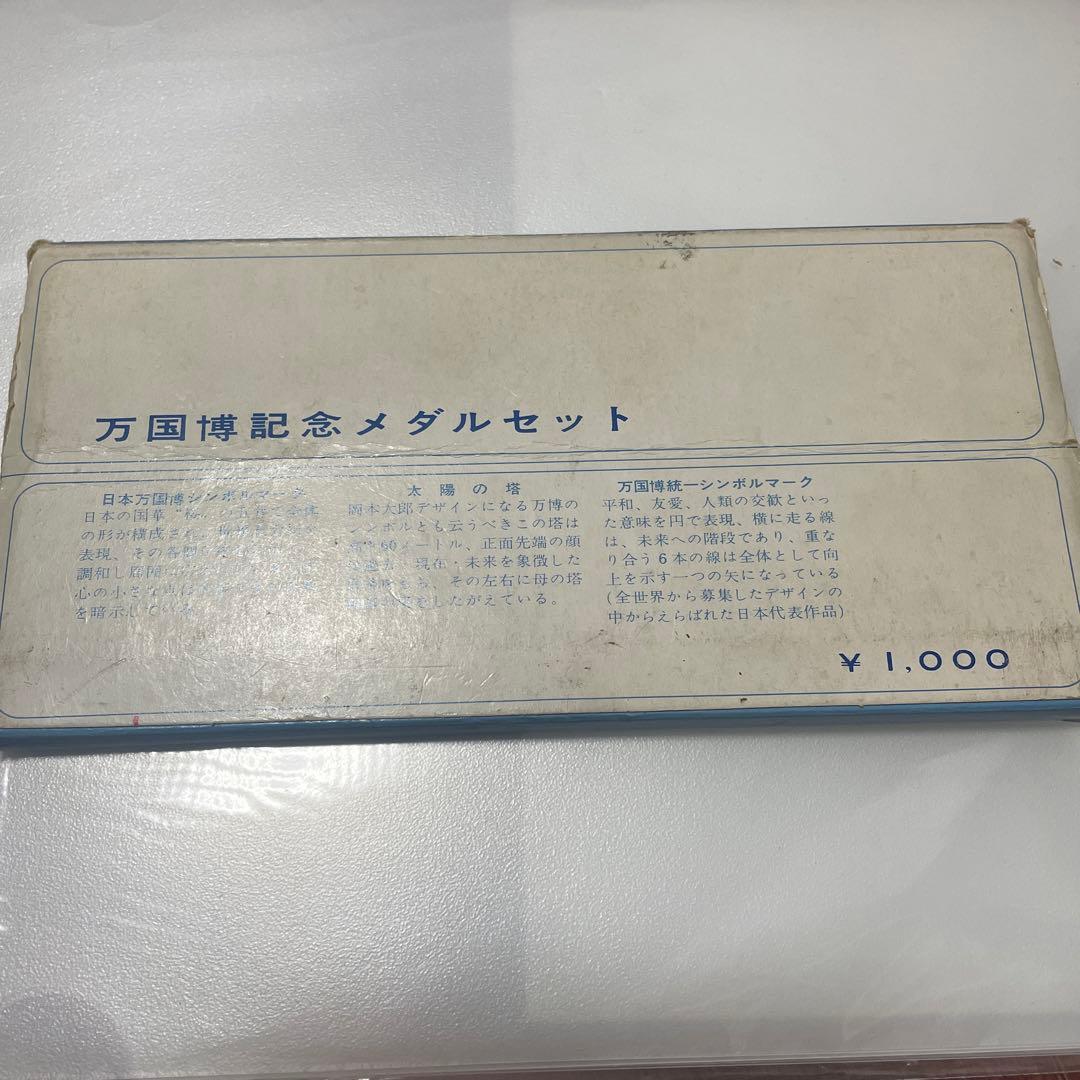 万国博記念メダルセット
日本万国博シンボルマーク
日本の国華“桜
の形が構成され、
表現、その各
調和し
心の小さな点は
を暗示している。
太陽の塔
岡本太郎デザインになる万博の
シンボルとも云うべきこの塔は
60メートル、正面先端の顔
過去・現在・未来を象徴した
その左右に母の塔
をしたがえている。
万国博統一シンボルマーク
平和、友愛、人類の交歓といっ
た意味を円で表現、横に走る線
は、未来への階段であり、重な
り合う6本の線は全体として向
上を示す一つの矢になっている
(全世界から募集したデザインの
中からえらばれた日本代表作品)
¥1,000